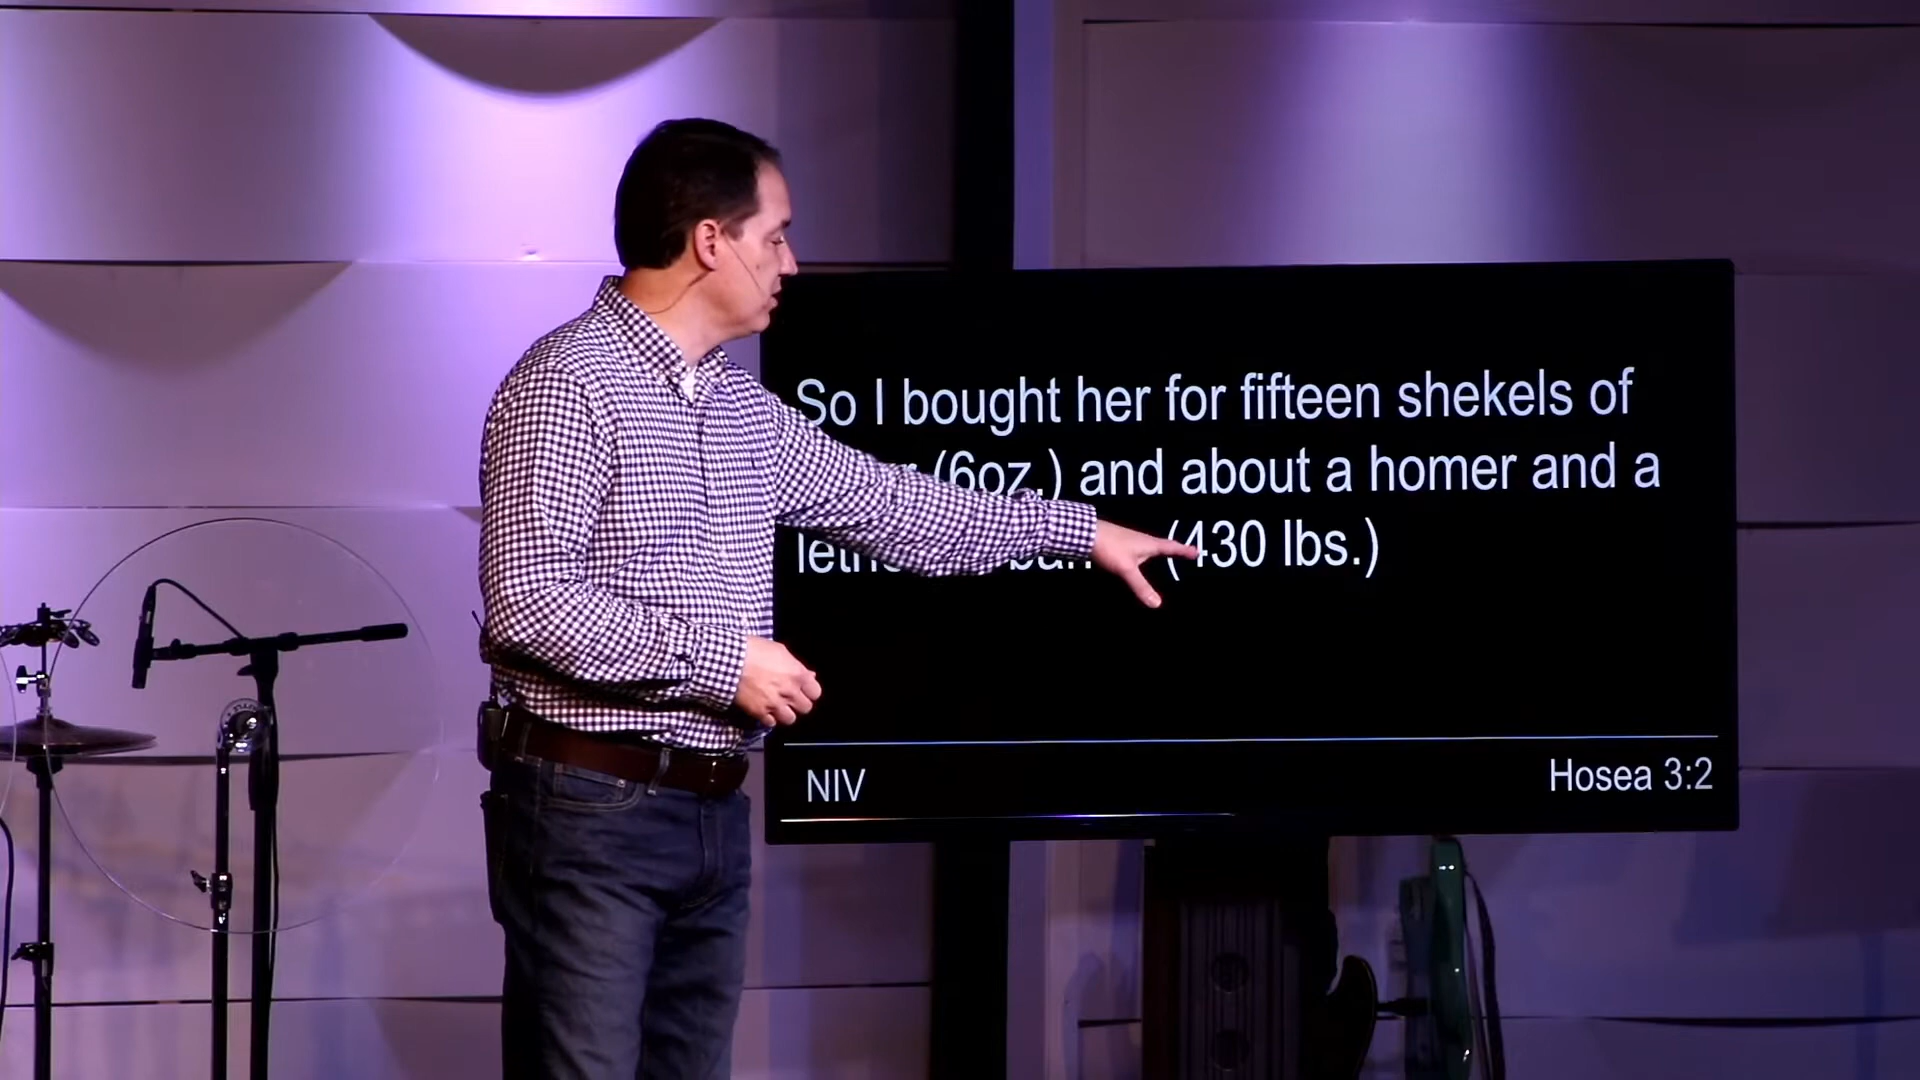 So I bought her for fifteen shekels of
(6oz.) and about a homer and a
(430 lbs.)
NIV
Hosea 3:2